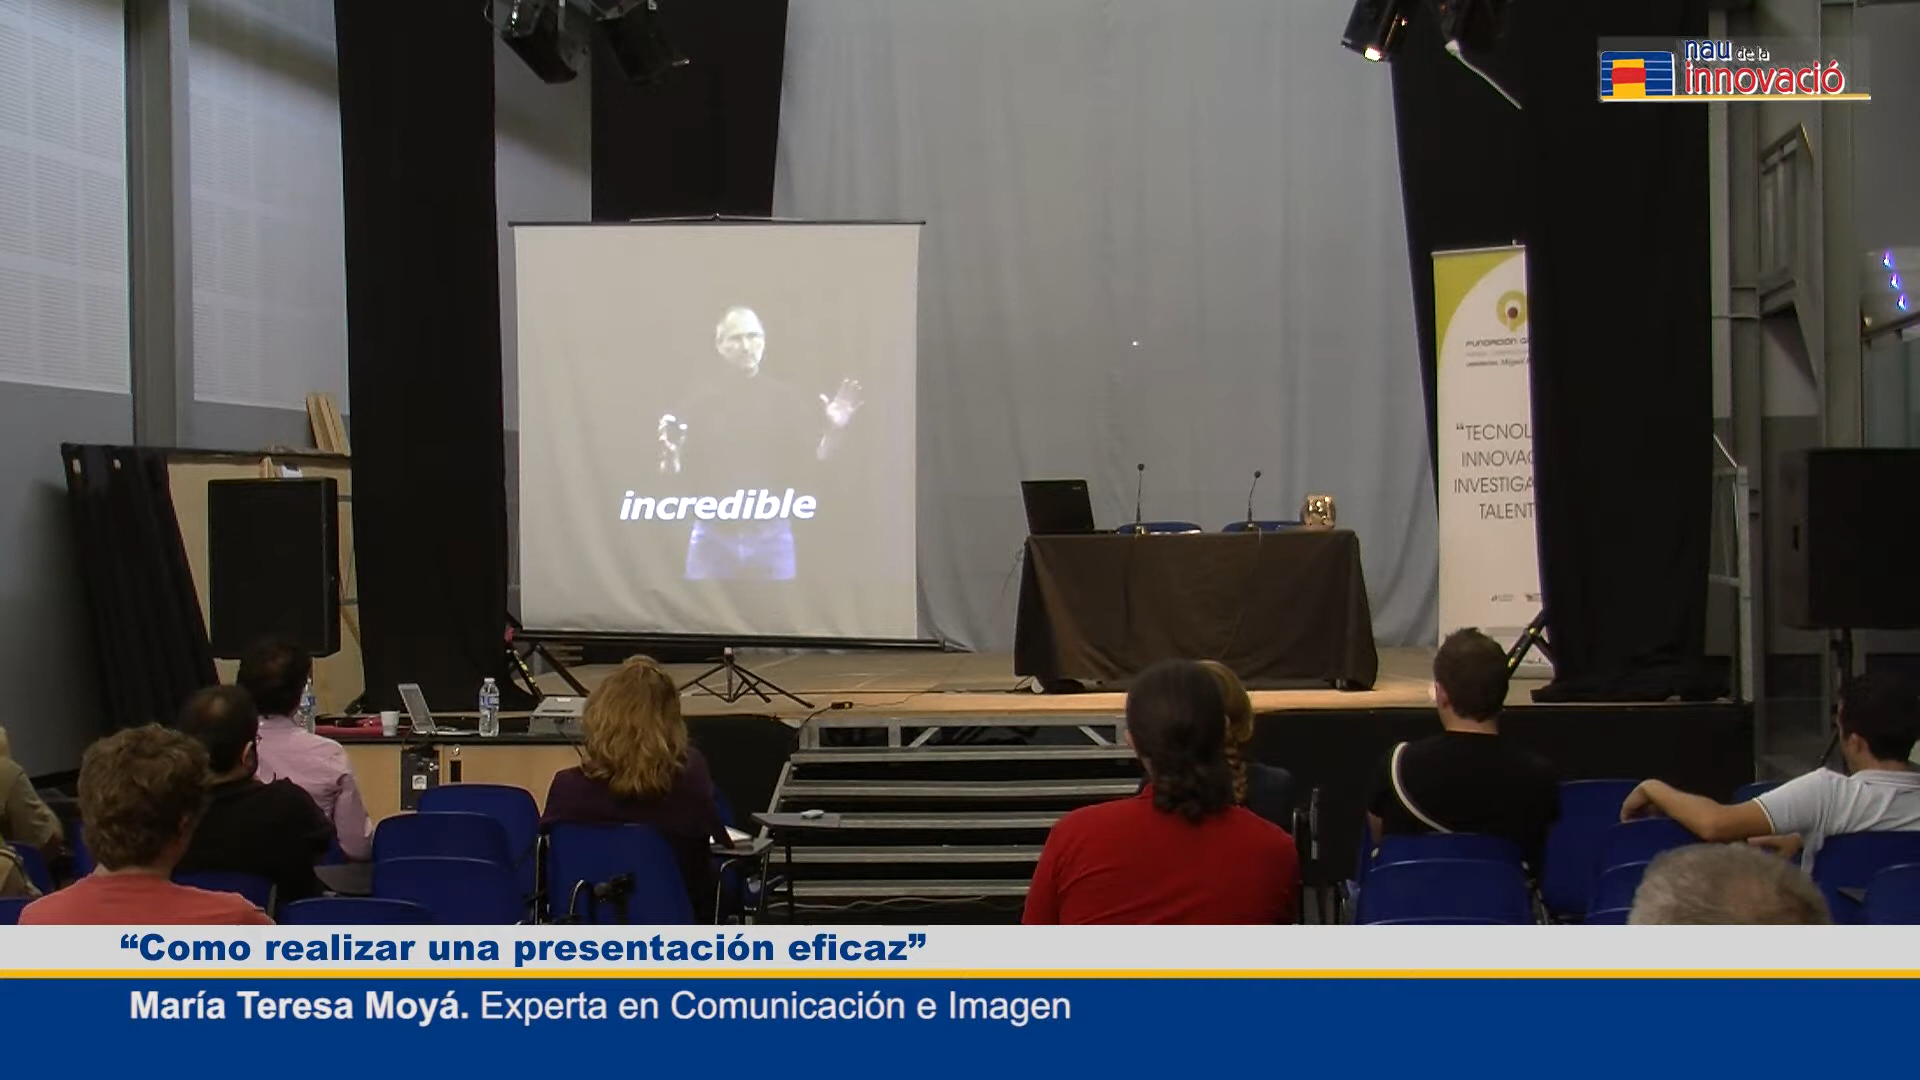 nau de la
innovació
incredible
FUNDACIÓN
"TECNOL
INNOVAC
INVESTIGA
TALENT
“Como realizar una presentación eficaz”
María Teresa Moyá. Experta en Comunicación e Imagen